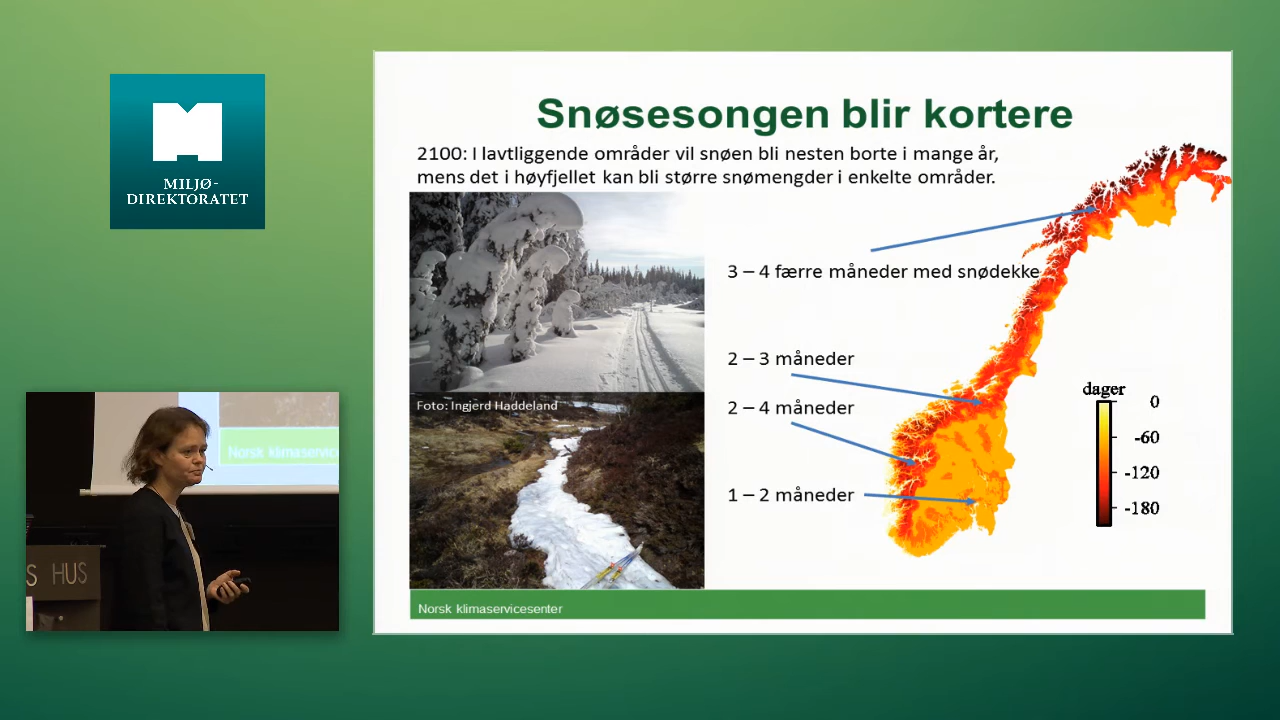 MILJØ-
DIREKTORATET
Snøsesongen blir kortere
2100: I lavtliggende områder vil snøen bli nesten borte i mange år,
mens det i høyfjellet kan bli større snømengder i enkelte områder.
3 – 4 færre måneder med snødekke
2 – 3 måneder
2 – 4 måneder
1 – 2 måneder
dager
0
-60
-120
-180
Foto: Ingjerd Haddeland
Norsk klimaservicesenter
Norsk klimaservice
S HUS